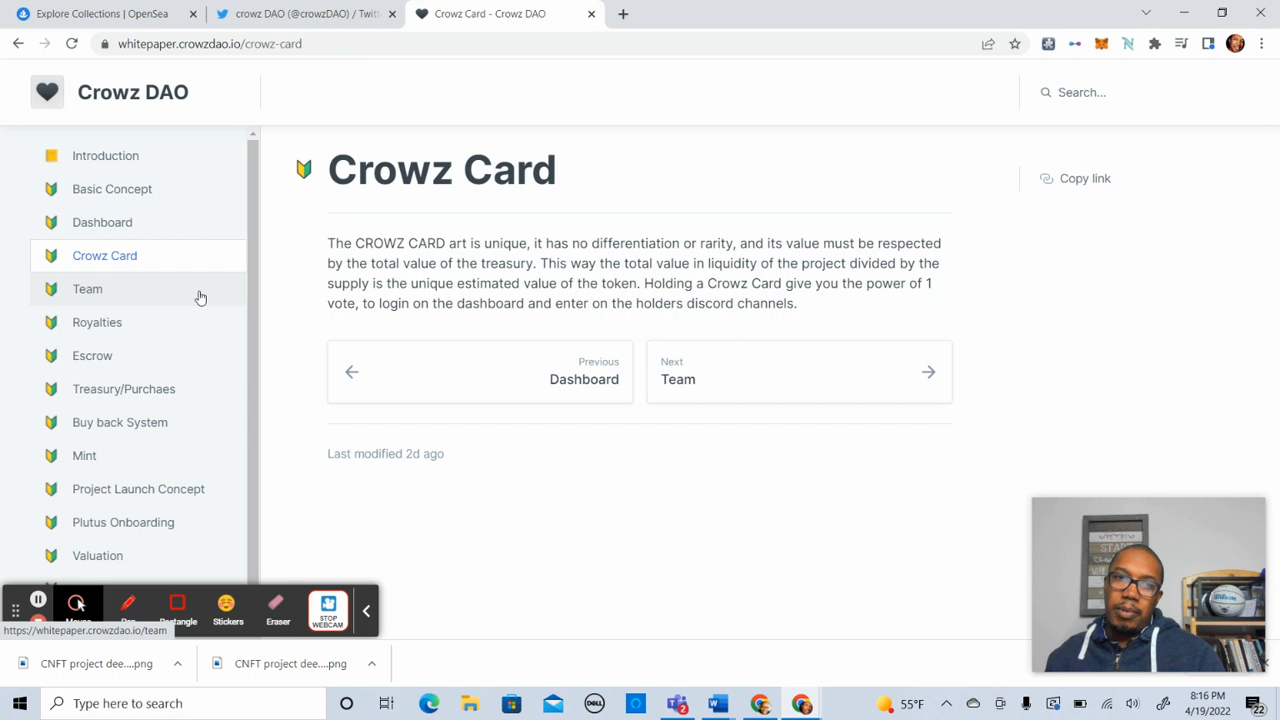 Explore Collections | OpenSea
crowz DAO (@crowzDAO) / Twitt
Crowz Card - Crowz DAO
whitepaper.crowzdao.io/crowz-card
Crowz DAO
Search...
Introduction
Basic Concept
Dashboard
Crowz Card
Team
Royalties
Escrow
Treasury/Purchaes
Buy back System
Mint
Project Launch Concept
Plutus Onboarding
Valuation
Crowz Card
Copy link
The CROWZ CARD art is unique, it has no differentiation or rarity, and its value must be respected
by the total value of the treasury. This way the total value in liquidity of the project divided by the
supply is the unique estimated value of the token. Holding a Crowz Card give you the power of 1
vote, to login on the dashboard and enter on the holders discord channels.
Previous
Dashboard
Next
Team
Last modified 2d ago
Mouse
Pen
Rectangle
Stickers
Eraser
STOP
WEBCAM
https://whitepaper.crowzdao.io/team
CNFT project dee....png
CNFT project dee....png
Type here to search
DELL
55°F
8:16 PM
4/19/2022
22